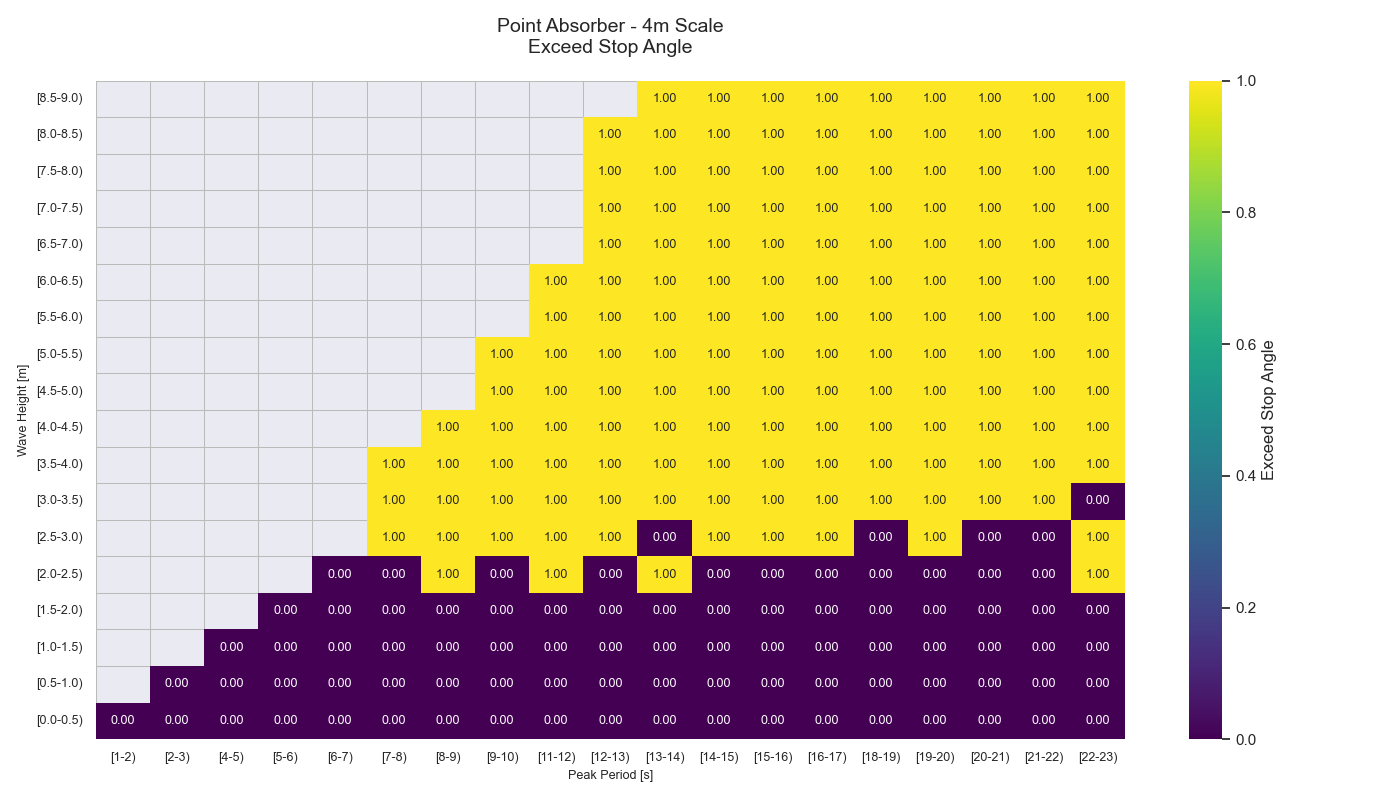 Point Absorber - 4m Scale
Exceed Stop Angle
[8.5-9.0) 1.00 1.00 1.00 1.00 1.00 1.00 1.00 1.00 1.00
[8.0-8.5) 1.00 1.00 1.00 1.00 1.00 1.00 1.00 1.00 1.00 1.00
[7.5-8.0) 1.00 1.00 1.00 1.00 1.00 1.00 1.00 1.00 1.00 1.00
[7.0-7.5) 1.00 1.00 1.00 1.00 1.00 1.00 1.00 1.00 1.00 1.00
[6.5-7.0) 1.00 1.00 1.00 1.00 1.00 1.00 1.00 1.00 1.00 1.00
[6.0-6.5) 1.00 1.00 1.00 1.00 1.00 1.00 1.00 1.00 1.00 1.00 1.00
[5.5-6.0) 1.00 1.00 1.00 1.00 1.00 1.00 1.00 1.00 1.00 1.00 1.00
[5.0-5.5) 1.00 1.00 1.00 1.00 1.00 1.00 1.00 1.00 1.00 1.00 1.00 1.00
[4.5-5.0) 1.00 1.00 1.00 1.00 1.00 1.00 1.00 1.00 1.00 1.00 1.00 1.00
[4.0-4.5) 1.00 1.00 1.00 1.00 1.00 1.00 1.00 1.00 1.00 1.00 1.00 1.00 1.00
[3.5-4.0) 1.00 1.00 1.00 1.00 1.00 1.00 1.00 1.00 1.00 1.00 1.00 1.00 1.00 1.00
[3.0-3.5) 1.00 1.00 1.00 1.00 1.00 1.00 1.00 1.00 1.00 1.00 1.00 1.00 1.00 0.00
[2.5-3.0) 1.00 1.00 1.00 1.00 1.00 0.00 1.00 1.00 1.00 0.00 1.00 0.00 0.00 1.00
[2.0-2.5) 0.00 0.00 1.00 0.00 1.00 0.00 1.00 0.00 0.00 0.00 0.00 0.00 0.00 0.00 1.00
[1.5-2.0) 0.00 0.00 0.00 0.00 0.00 0.00 0.00 0.00 0.00 0.00 0.00 0.00 0.00 0.00 0.00 0.00
[1.0-1.5) 0.00 0.00 0.00 0.00 0.00 0.00 0.00 0.00 0.00 0.00 0.00 0.00 0.00 0.00 0.00 0.00 0.00
[0.5-1.0) 0.00 0.00 0.00 0.00 0.00 0.00 0.00 0.00 0.00 0.00 0.00 0.00 0.00 0.00 0.00 0.00 0.00 0.00
[0.0-0.5) 0.00 0.00 0.00 0.00 0.00 0.00 0.00 0.00 0.00 0.00 0.00 0.00 0.00 0.00 0.00 0.00 0.00 0.00 0.00
[1-2) [2-3) [4-5) [5-6) [6-7) [7-8) [8-9) [9-10) [11-12) [12-13) [13-14) [14-15) [15-16) [16-17) [18-19) [19-20) [20-21) [21-22) [22-23)
Peak Period [s]
Wave Height [m]
1.0
0.8
0.6
0.4
0.2
0.0
Exceed Stop Angle